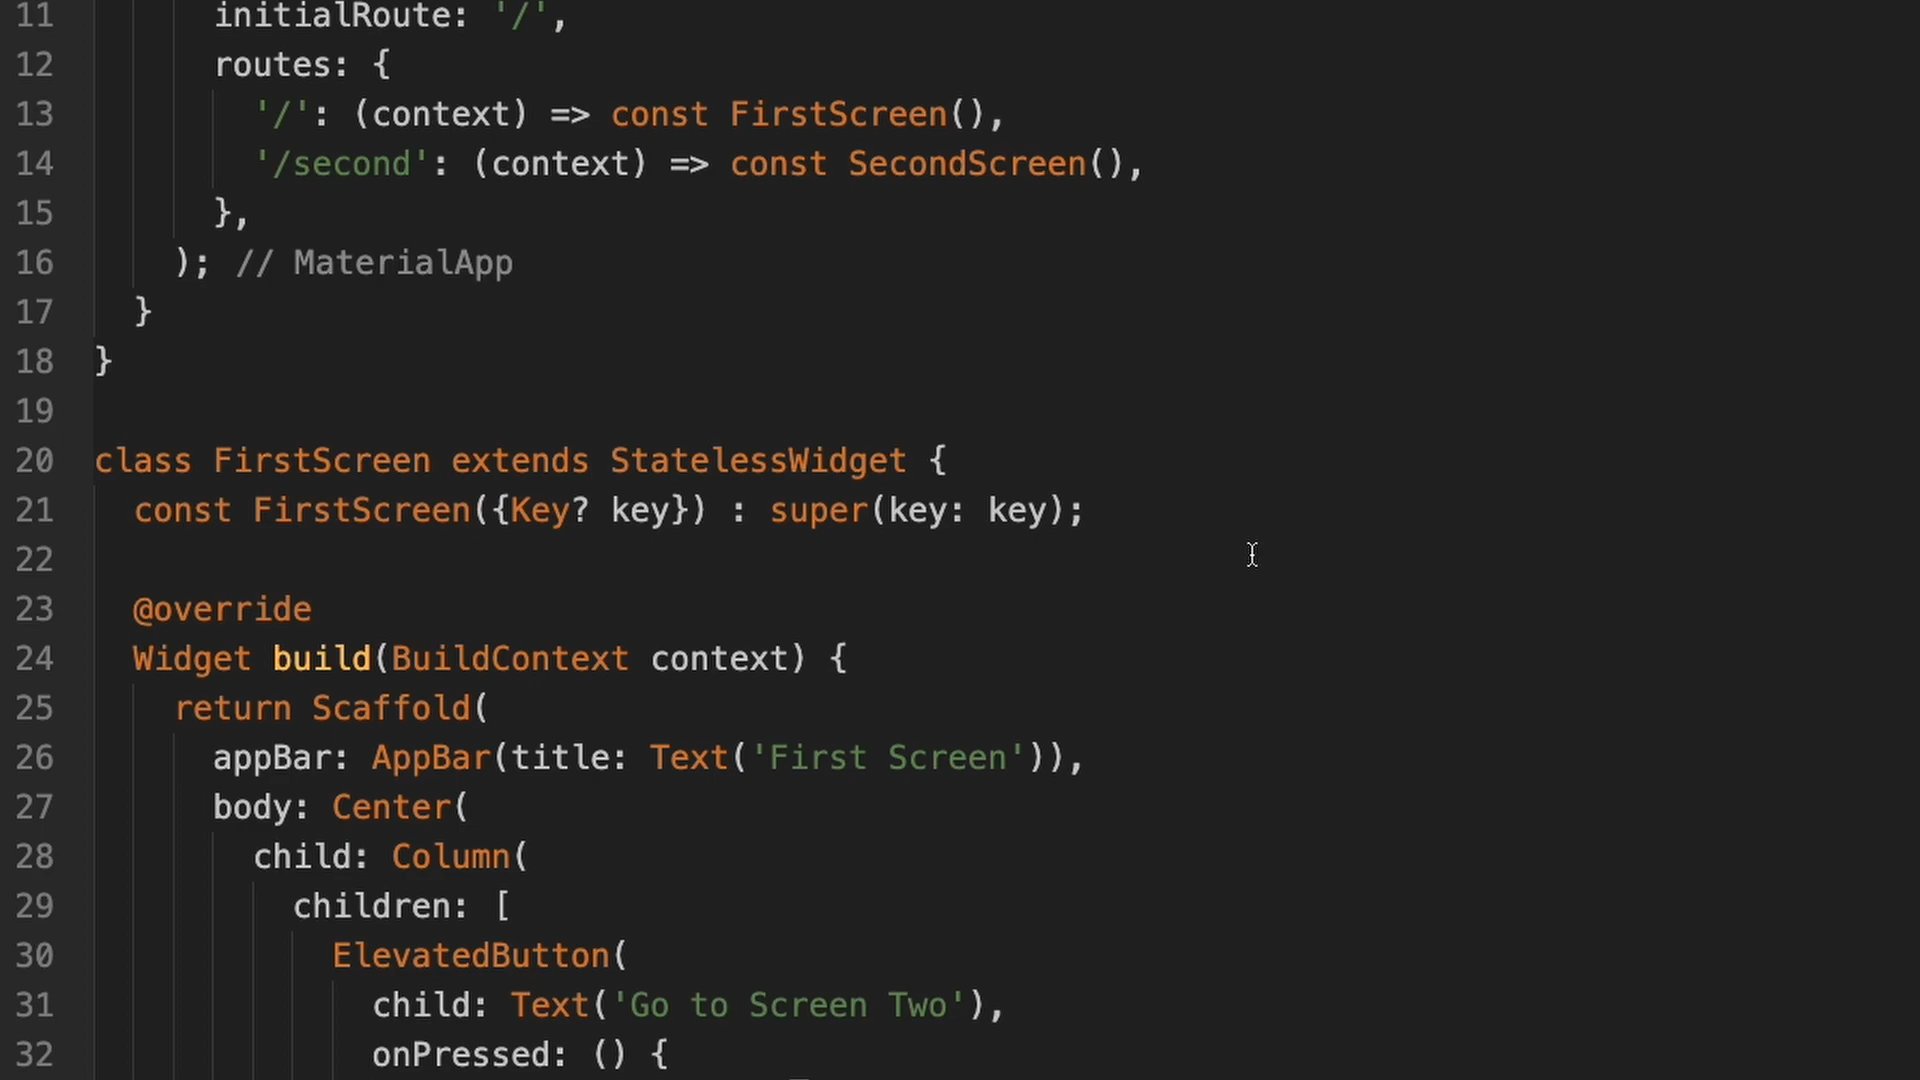 11 initialRoute: '/',
12 routes: {
13 '/': (context) => const FirstScreen(),
14 '/second': (context) => const SecondScreen(),
15 },
16 ); // MaterialApp
17 }
18 }
19
20 class FirstScreen extends StatelessWidget {
21 const FirstScreen({Key? key}) : super(key: key);
22
23 @override
24 Widget build(BuildContext context) {
25 return Scaffold(
26 appBar: AppBar(title: Text('First Screen')),
27 body: Center(
28 child: Column(
29 children: [
30 ElevatedButton(
31 child: Text('Go to Screen Two'),
32 onPressed: () {